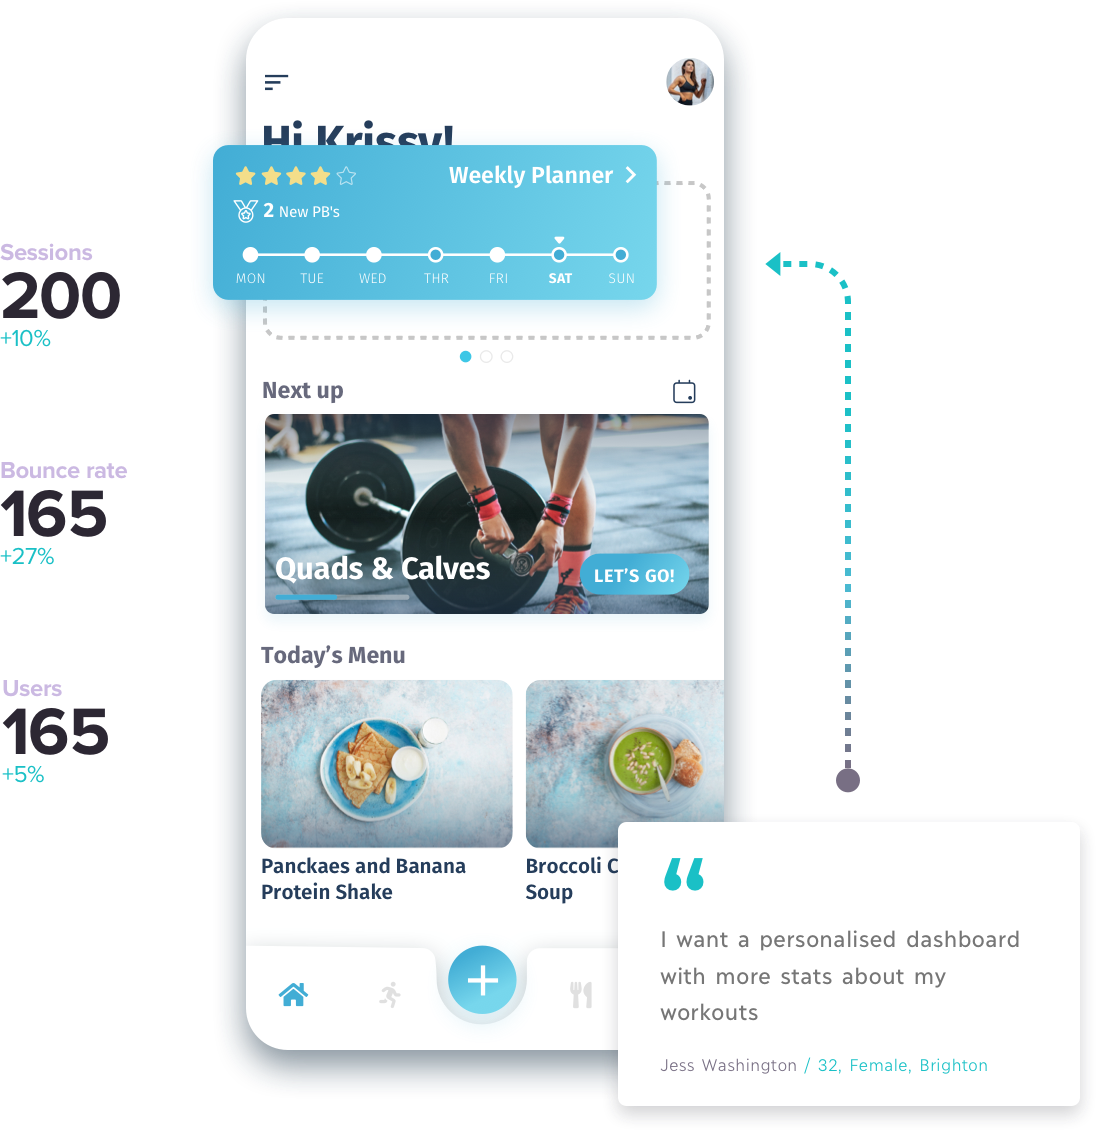 Hi Krissy!
Weekly Planner
2 New PB's
MON TUE WED THR FRI SAT SUN
Sessions
200
+10%
Next up
Bounce rate
165
+27%
Quads & Calves
LET'S GO!
Today's Menu
Users
165
+5%
Panckaes and Banana
Protein Shake
Broccoli C
Soup
“
I want a personalised dashboard
with more stats about my
workouts
Jess Washington / 32, Female, Brighton